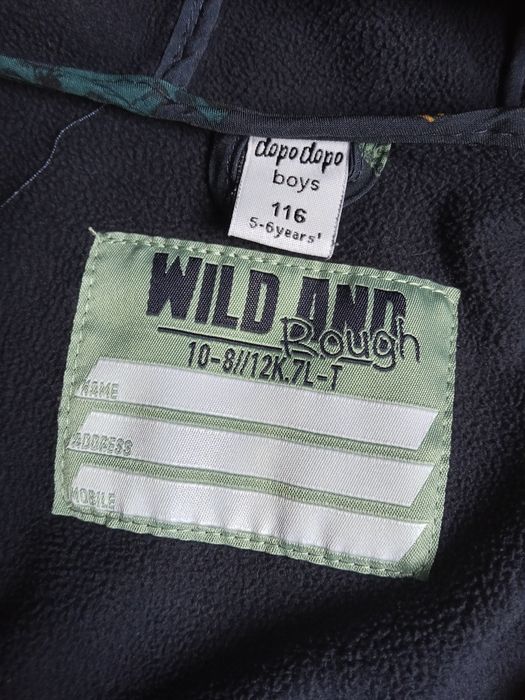 dopodopo
boys
116
5-6years'
WILD AND
Rough
10-8//12K.7L-T
NAME
ADDRESS
MOBILE